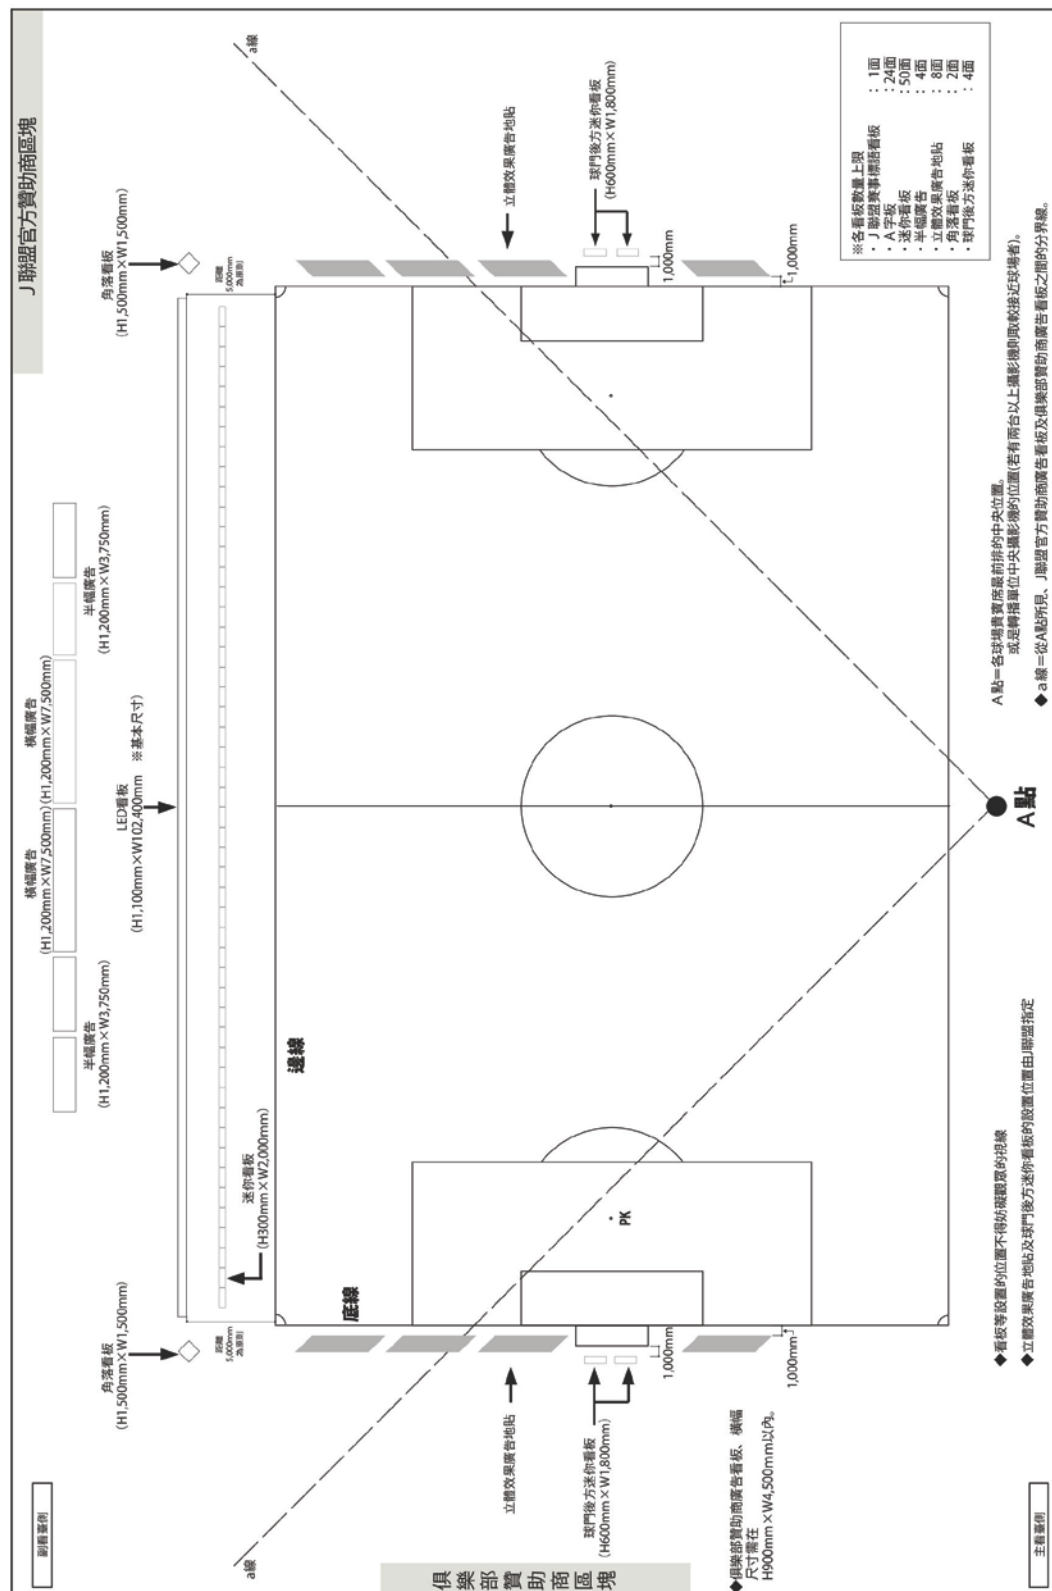 J聯盟官方贊助商區塊
副看臺側
半幅廣告
(H1,200mm×W3,750mm)
橫幅廣告
(H1,200mm×W7,500mm)
橫幅廣告
(H1,200mm×W7,500mm)
半幅廣告
(H1,200mm×W3,750mm)
角落看板
(H1,500mm×W1,500mm)
LED看板
(H1,100mm×W102,400mm ※基本尺寸)
角落看板
(H1,500mm×W1,500mm)
a線
a線
距離
5,000mm
為原則
迷你看板
(H300mm×W2,000mm)
距離
5,000mm
為原則
邊線
底線
立體效果廣告地貼
立體效果廣告地貼
球門後方迷你看板
(H600mm×W1,800mm)
球門後方迷你看板
(H600mm×W1,800mm)
1,000mm
1,000mm
PK
1,000mm
1,000mm
俱樂部贊助商區塊
◆俱樂部贊助商廣告看板、橫幅
尺寸需在
H900mm×W4,500mm以內。
※各看板數量上限
・J聯盟賽事標語看板 :1面
・A字板 :24面
・迷你看板 :50面
・半幅廣告 :4面
・立體效果廣告地貼 :8面
・角落看板 :2面
・球門後方迷你看板 :4面
A點
◆看板等設置的位置不得妨礙觀眾的視線
◆立體效果廣告地貼及球門後方迷你看板的設置位置由J聯盟指定
A點＝各球場貴賓席最前排的中央位置。
或是轉播單位中央攝影機的位置(若有兩台以上攝影機則取較接近球場者)。
◆a線＝從A點所見、J聯盟官方贊助商廣告看板及俱樂部贊助商廣告看板之間的分界線。
主看臺側